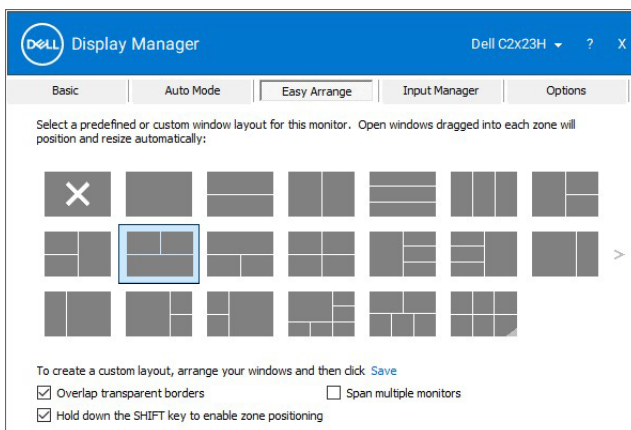 DELL Display Manager Dell C2x23H ? X
Basic Auto Mode Easy Arrange Input Manager Options
Select a predefined or custom window layout for this monitor. Open windows dragged into each zone will
position and resize automatically:
>
To create a custom layout, arrange your windows and then click Save
Overlap transparent borders Span multiple monitors
Hold down the SHIFT key to enable zone positioning